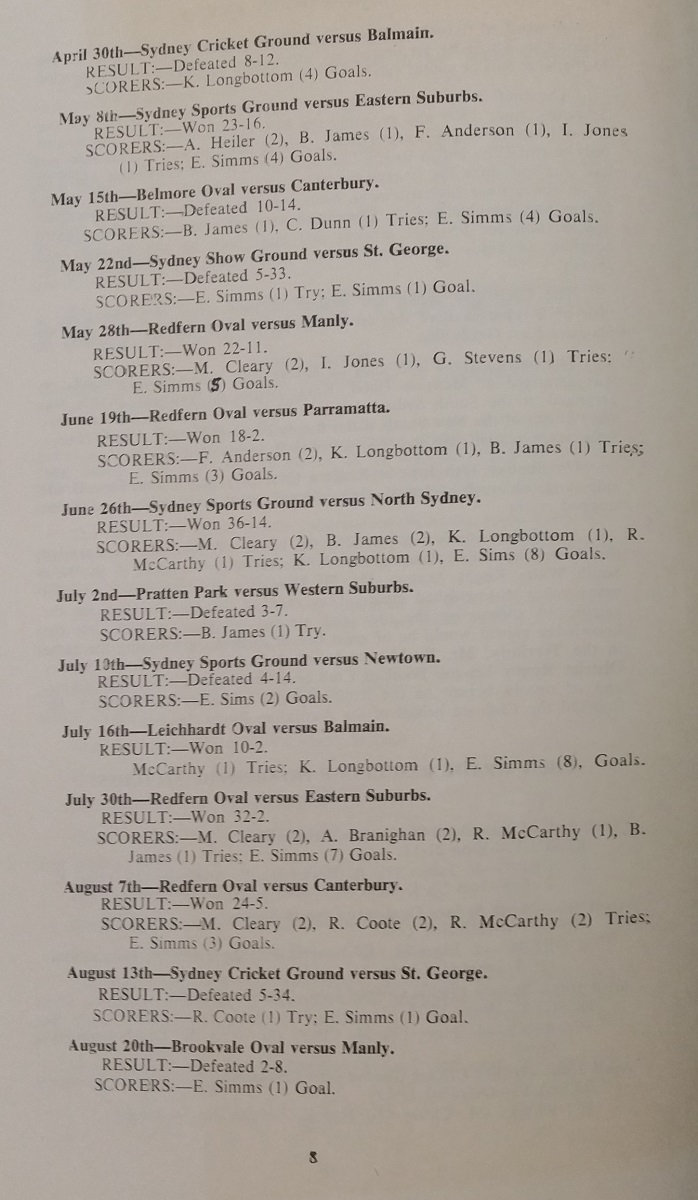 April 30th—Sydney Cricket Ground versus Balmain.
RESULT:—Defeated 8-12.
SCORERS:—K. Longbottom (4) Goals.
May 8th—Sydney Sports Ground versus Eastern Suburbs.
RESULT:—Won 23-16.
SCORERS:—A. Heiler (2), B. James (1), F. Anderson (1), I. Jones
(1) Tries; E. Simms (4) Goals.
May 15th—Belmore Oval versus Canterbury.
RESULT:—Defeated 10-14.
SCORERS:—B. James (1), C. Dunn (1) Tries; E. Simms (4) Goals.
May 22nd—Sydney Show Ground versus St. George.
RESULT:—Defeated 5-33.
SCORERS:—E. Simms (1) Try; E. Simms (1) Goal.
May 28th—Redfern Oval versus Manly.
RESULT:—Won 22-11.
SCORERS:—M. Cleary (2), I. Jones (1), G. Stevens (1) Tries:
E. Simms (5) Goals.
June 19th—Redfern Oval versus Parramatta.
RESULT:—Won 18-2.
SCORERS:—F. Anderson (2), K. Longbottom (1), B. James (1) Tries;
E. Simms (3) Goals.
June 26th—Sydney Sports Ground versus North Sydney.
RESULT:—Won 36-14.
SCORERS:—M. Cleary (2), B. James (2), K. Longbottom (1), R.
McCarthy (1) Tries; K. Longbottom (1), E. Sims (8) Goals.
July 2nd—Pratten Park versus Western Suburbs.
RESULT:—Defeated 3-7.
SCORERS:—B. James (1) Try.
July 10th—Sydney Sports Ground versus Newtown.
RESULT:—Defeated 4-14.
SCORERS:—E. Sims (2) Goals.
July 16th—Leichhardt Oval versus Balmain.
RESULT:—Won 10-2.
McCarthy (1) Tries; K. Longbottom (1), E. Simms (8), Goals.
July 30th—Redfern Oval versus Eastern Suburbs.
RESULT:—Won 32-2.
SCORERS:—M. Cleary (2), A. Branighan (2), R. McCarthy (1), B.
James (1) Tries; E. Simms (7) Goals.
August 7th—Redfern Oval versus Canterbury.
RESULT:—Won 24-5.
SCORERS:—M. Cleary (2), R. Coote (2), R. McCarthy (2) Tries;
E. Simms (3) Goals.
August 13th—Sydney Cricket Ground versus St. George.
RESULT:—Defeated 5-34.
SCORERS:—R. Coote (1) Try; E. Simms (1) Goal.
August 20th—Brookvale Oval versus Manly.
RESULT:—Defeated 2-8.
SCORERS:—E. Simms (1) Goal.
8